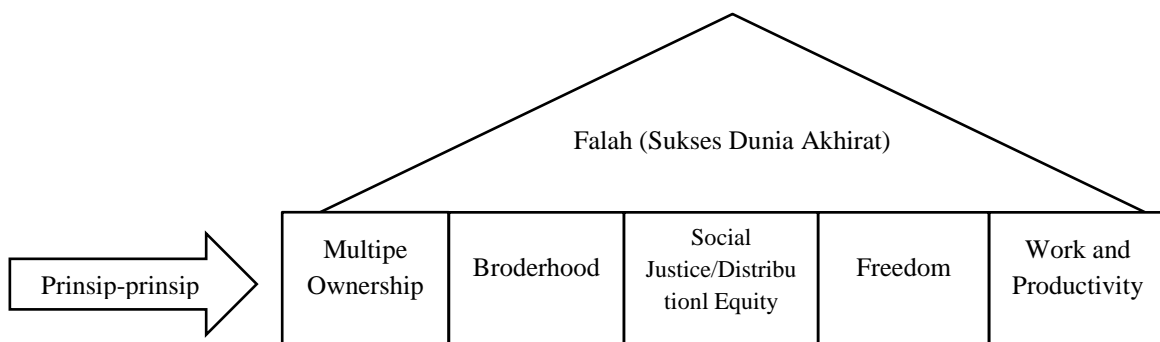 Falah (Sukses Dunia Akhirat)
Prinsip-prinsip
Multipe
Ownership
Broderhood
Social
Justice/Distribu
tionl Equity
Freedom
Work and
Productivity